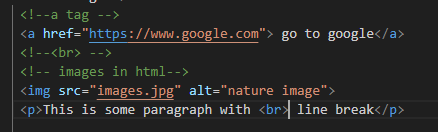 <!--a tag -->
<a href="https://www.google.com"> go to google</a>
<!--<br> -->
<!-- images in html-->
<img src="images.jpg" alt="nature image">
<p>This is some paragraph with <br> line break</p>